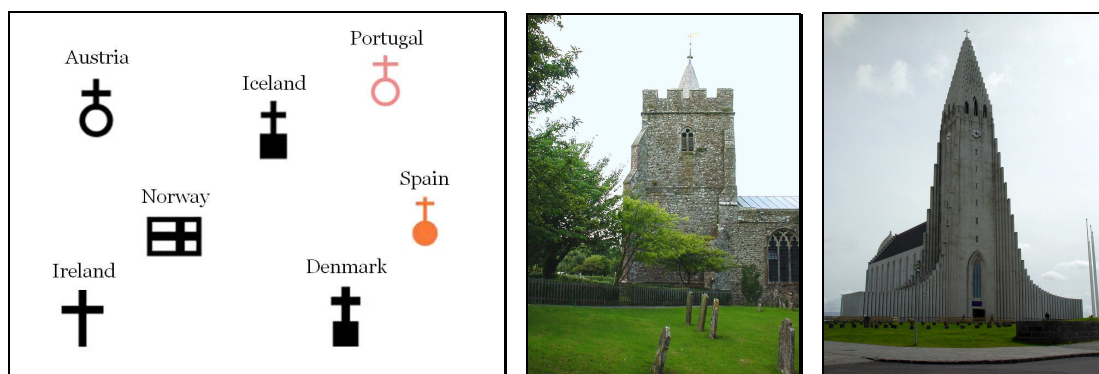 Portugal
Austria
Iceland
Spain
Norway
Denmark
Ireland